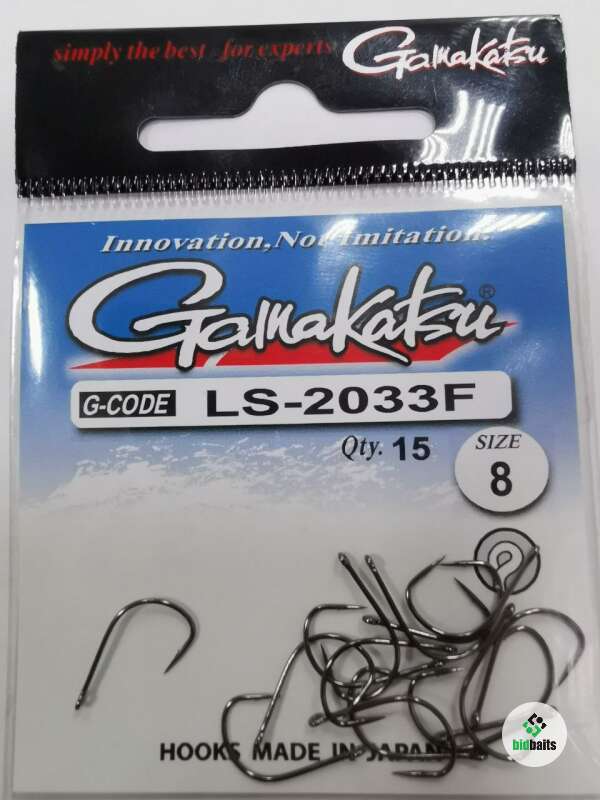 simply the best for experts Gamakatsu
Innovation, Not Imitation.
Gamakatsu®
G-CODE LS-2033F
Qty. 15
SIZE
8
HOOKS MADE IN JAPAN
bidbaits